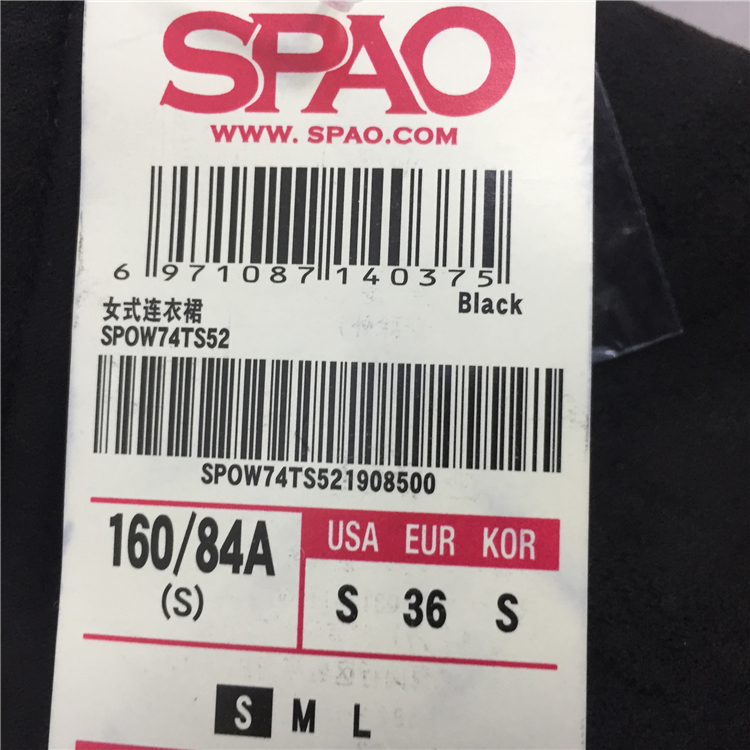 SPAO
WWW. SPAO.COM
6 971087 140375
Black
女式连衣裙
SPOW74TS52
SPOW74TS521908500
160/84A
(S)
USA EUR KOR
S 36 S
S M L